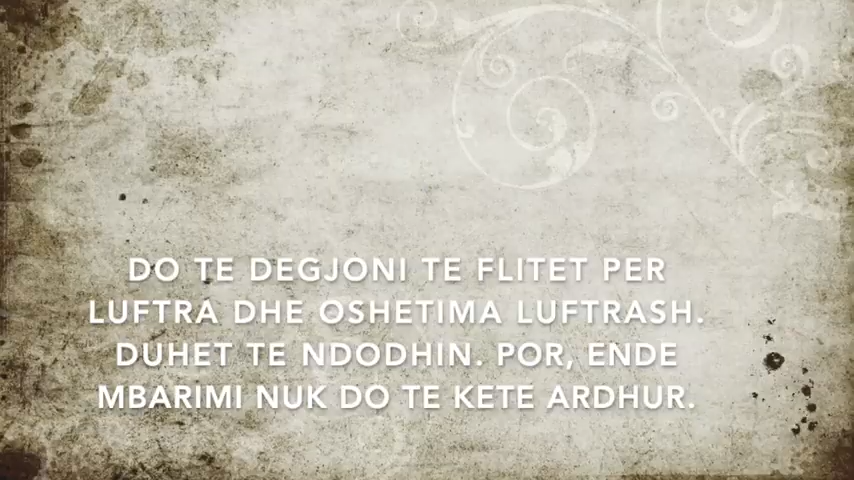 DO TE DEGJONI TE FLITET PER
LUFTRA DHE OSHETIMA LUFTRASH.
DUHET TE NDODHIN. POR, ENDE
MBARIMI NUK DO TE KETE ARDHUR.